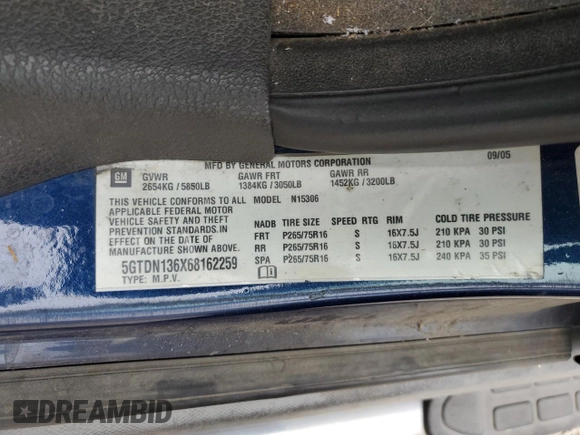 MFD BY GENERAL MOTORS CORPORATION 09/05
GM GVWR GAWR FRT GAWR RR
2654KG / 5850LB 1384KG / 3050LB 1452KG / 3200LB
THIS VEHICLE CONFORMS TO ALL
APPLICABLE FEDERAL MOTOR
VEHICLE SAFETY AND THEFT
PREVENTION STANDARDS IN
EFFECT ON THE DATE OF
MANUFACTURE SHOWN ABOVE.
5GTDN136X68162259
TYPE: M.P.V.
MODEL N15306
NADB TIRE SIZE SPEED RTG RIM COLD TIRE PRESSURE
FRT P265/75R16 S 16X7.5J 210 KPA 30 PSI
RR P265/75R16 S 16X7.5J 210 KPA 30 PSI
SPA P265/75R16 S 16X7.5J 240 KPA 35 PSI
DREAMBID